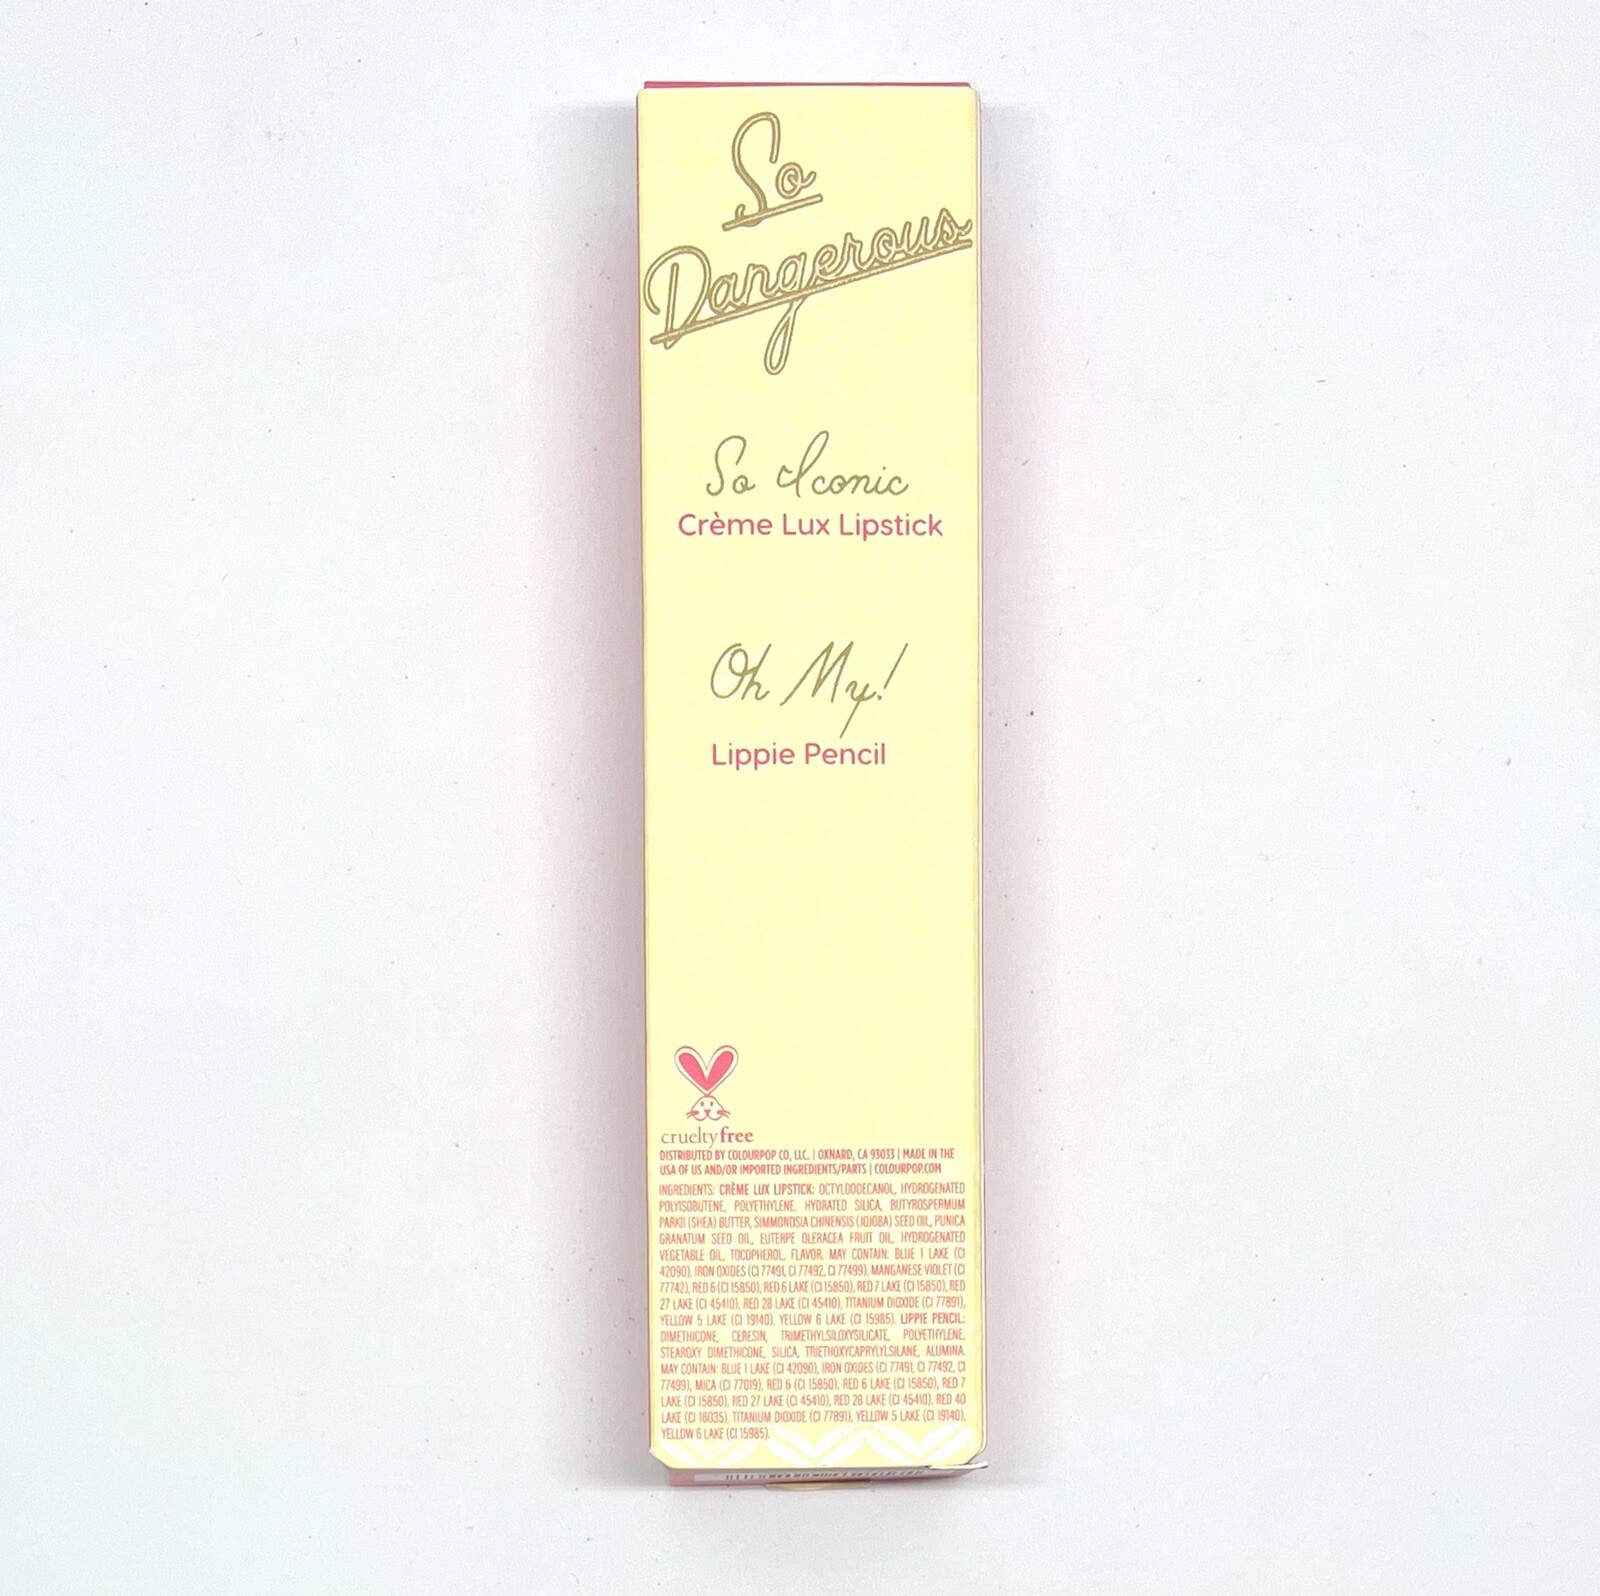 So
Dangerous
So Iconic
Crème Lux Lipstick
Oh My!
Lippie Pencil
crueltyfree
DISTRIBUTED BY COLOURPOP CO, LLC. | OXNARD, CA 93033 | MADE IN THE
USA OF US AND/OR IMPORTED INGREDIENTS/PARTS | COLOURPOP.COM
INGREDIENTS: CRÈME LUX LIPSTICK: OCTYLDODECANOL, HYDROGENATED
POLYISOBUTENE, POLYETHYLENE, HYDRATED SILICA, BUTYROSPERMUM
PARKII (SHEA) BUTTER, SIMMONDSIA CHINENSIS (JOJOBA) SEED OIL, PUNICA
GRANATUM SEED OIL, EUTERPE OLERACEA FRUIT OIL, HYDROGENATED
VEGETABLE OIL, TOCOPHEROL, FLAVOR. MAY CONTAIN: BLUE 1 LAKE (CI
42090), IRON OXIDES (CI 77491, CI 77492, CI 77499), MANGANESE VIOLET (CI
77742), RED 6 (CI 15850), RED 6 LAKE (CI 15850), RED 7 LAKE (CI 15850), RED
27 LAKE (CI 45410), RED 28 LAKE (CI 45410), TITANIUM DIOXIDE (CI 77891),
YELLOW 5 LAKE (CI 19140), YELLOW 6 LAKE (CI 15985). LIPPIE PENCIL:
DIMETHICONE, CERESIN, TRIMETHYLSILOXYSILICATE, POLYETHYLENE,
STEAROXY DIMETHICONE, SILICA, TRIETHOXYCAPRYLYLSILANE, ALUMINA.
MAY CONTAIN: BLUE 1 LAKE (CI 42090), IRON OXIDES (CI 77491, CI 77492, CI
77499), MICA (CI 77019), RED 6 (CI 15850), RED 6 LAKE (CI 15850), RED 7
LAKE (CI 15850), RED 27 LAKE (CI 45410), RED 28 LAKE (CI 45410), RED 40
LAKE (CI 16035), TITANIUM DIOXIDE (CI 77891), YELLOW 5 LAKE (CI 19140),
YELLOW 6 LAKE (CI 15985).